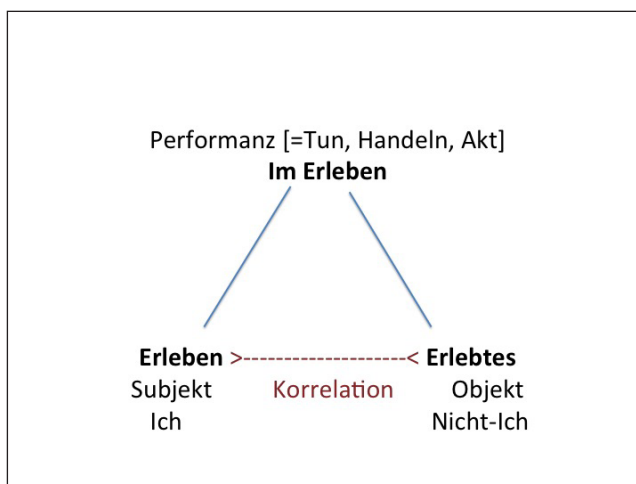 Performanz [=Tun, Handeln, Akt]
Im Erleben
Erleben >--------------------< Erlebtes
Subjekt Korrelation Objekt
Ich Nicht-Ich